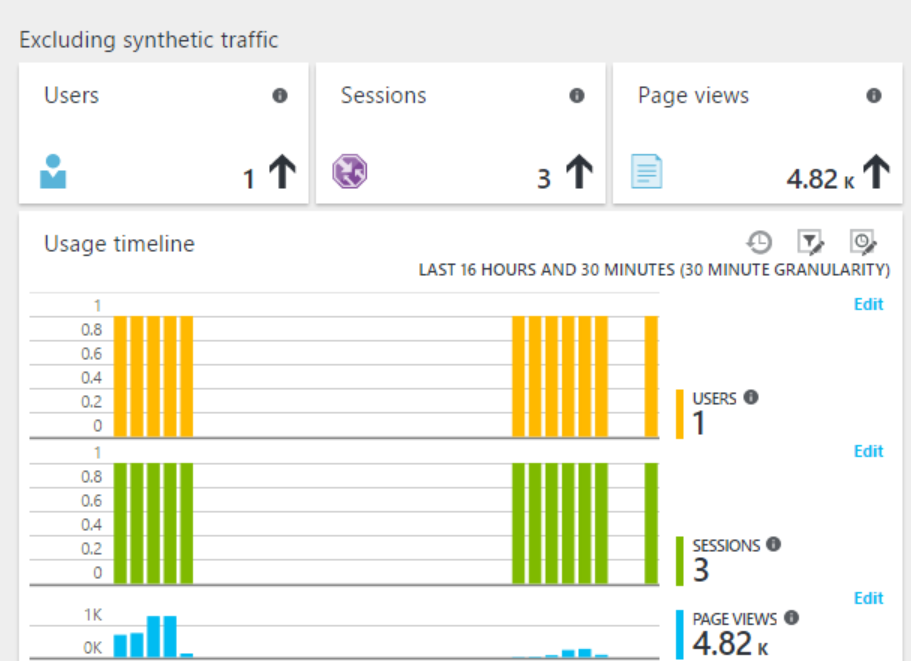 Excluding synthetic traffic
Users
Sessions
Page views
1
3
4.82 K
Usage timeline
LAST 16 HOURS AND 30 MINUTES (30 MINUTE GRANULARITY)
Edit
1
0.8
0.6
0.4
0.2
0
USERS
1
Edit
1
0.8
0.6
0.4
0.2
0
SESSIONS
3
Edit
1K
0K
PAGE VIEWS
4.82 K